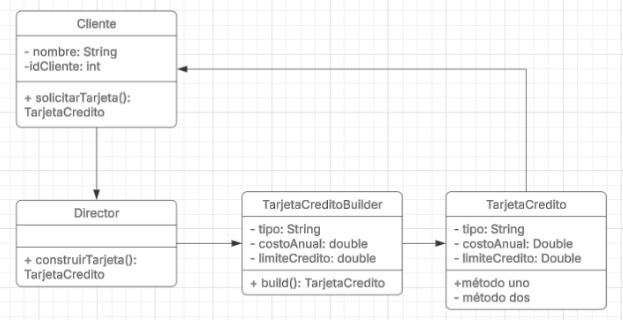 Cliente
- nombre: String
-idCliente: int
+ solicitarTarjeta():
TarjetaCredito
Director
+ construirTarjeta():
TarjetaCredito
TarjetaCreditoBuilder
- tipo: String
- costoAnual: double
- limiteCredito: double
+ build(): TarjetaCredito
TarjetaCredito
- tipo: String
- costoAnual: Double
- limiteCredito: Double
+método uno
- método dos